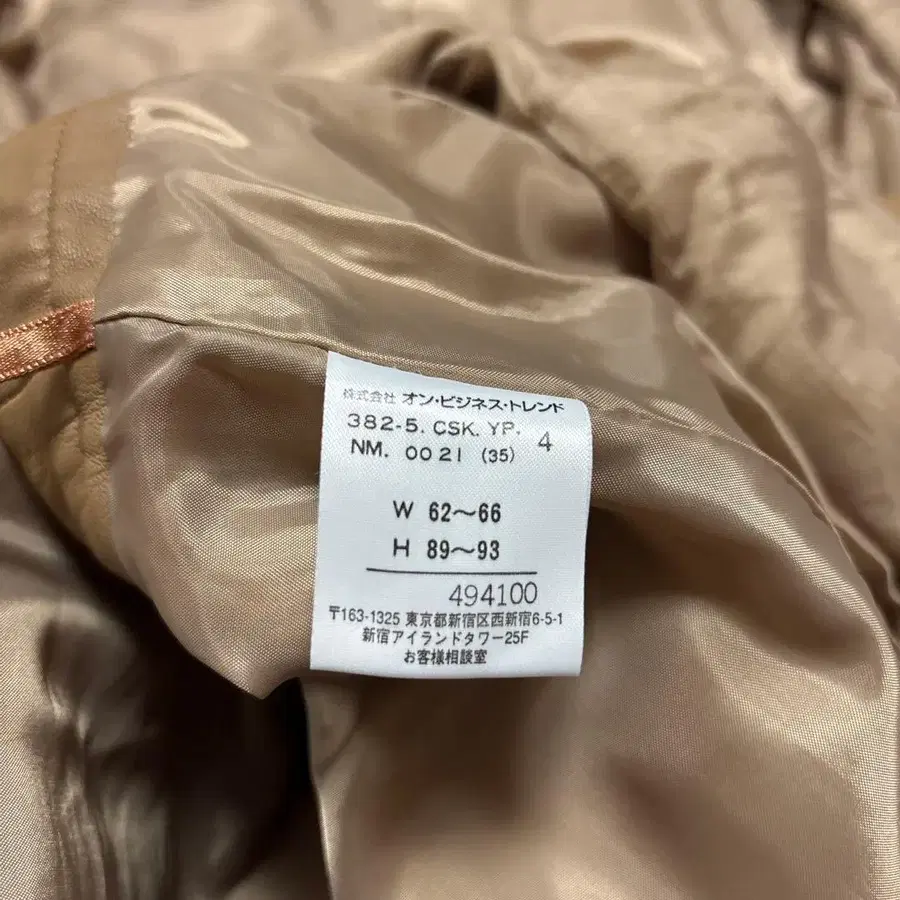 株式会社 オン・ビジネス・トレンド
382-5. CSK. YP. 4
NM. 0021 (35)
W 62〜66
H 89〜93
494100
〒163-1325 東京都新宿区西新宿6-5-1
新宿アイランドタワー25F
お客様相談室